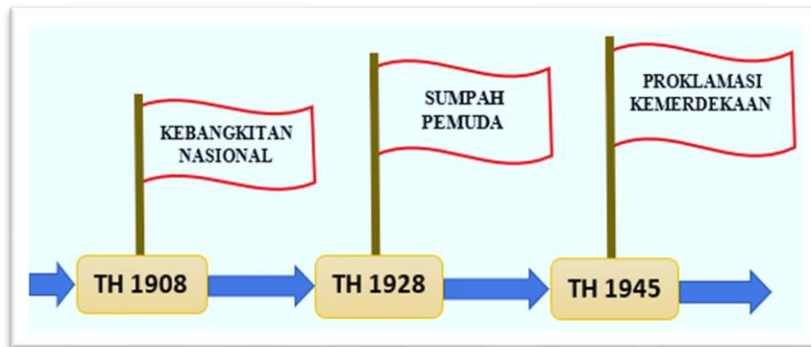 KEBANGKITAN
NASIONAL
SUMPAH
PEMUDA
PROKLAMASI
KEMERDEKAAN
TH 1908
TH 1928
TH 1945